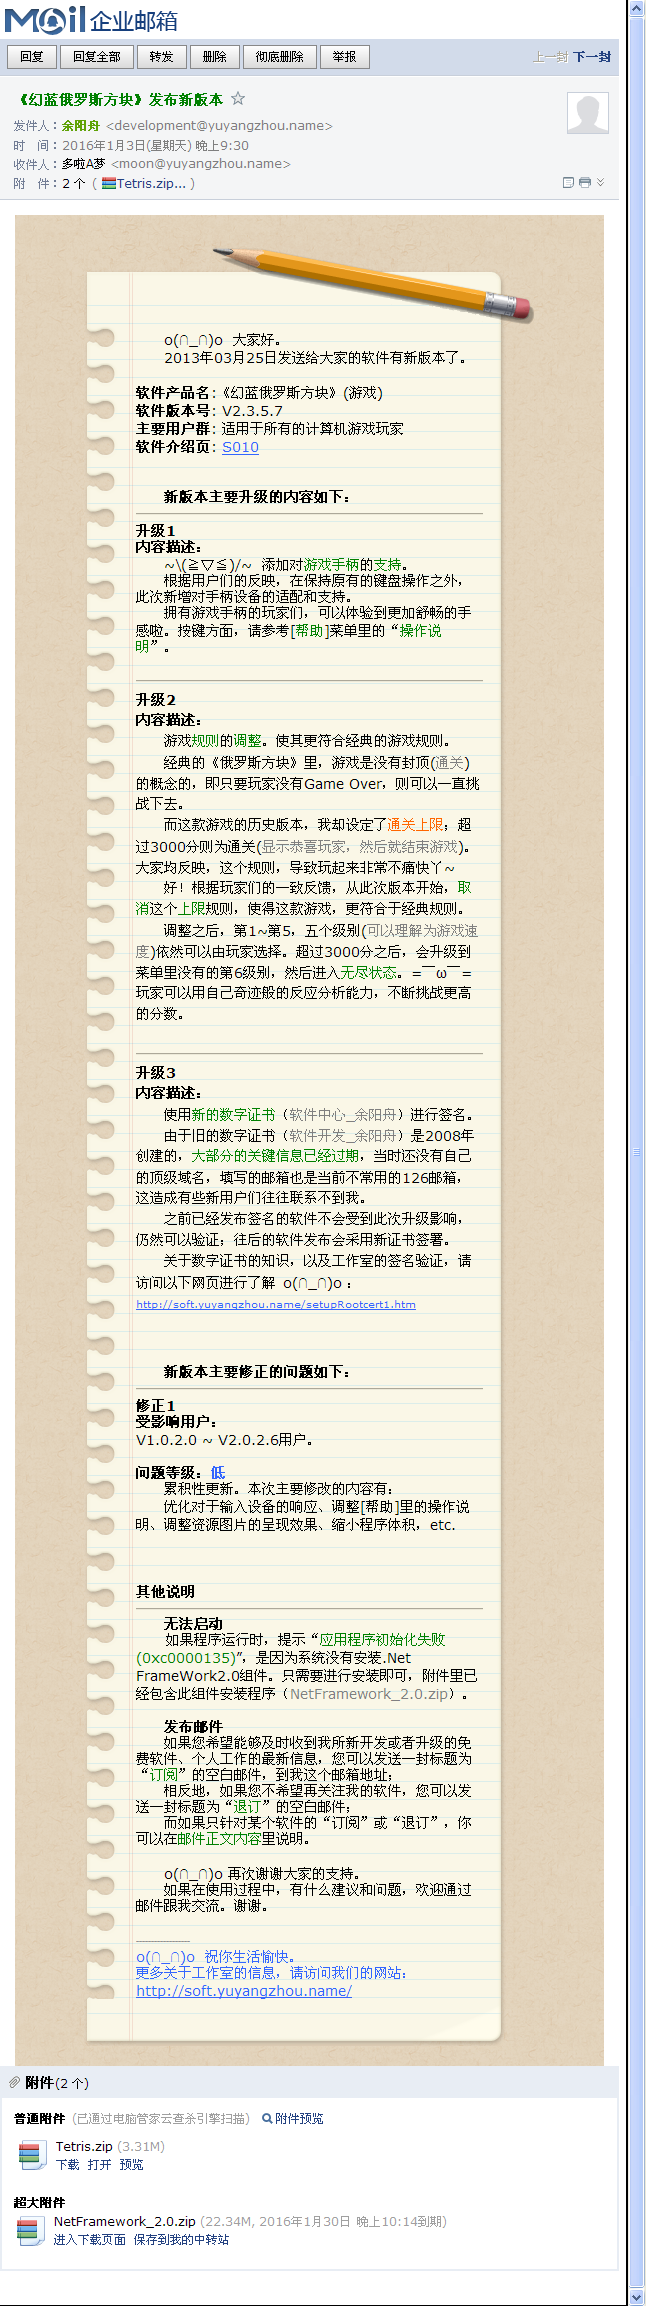 Mail 企业邮箱
回复 回复全部 转发 删除 彻底删除 举报 上一封 下一封
《幻蓝俄罗斯方块》发布新版本 ☆
发件人：余阳舟 <development@yuyangzhou.name>
时 间：2016年1月3日(星期天) 晚上9:30
收件人：多啦A梦 <moon@yuyangzhou.name>
附 件：2 个 ( Tetris.zip... )
o(∩_∩)o 大家好。
2013年03月25日发送给大家的软件有新版本了。
软件产品名：《幻蓝俄罗斯方块》(游戏)
软件版本号：V2.3.5.7
主要用户群：适用于所有的计算机游戏玩家
软件介绍页：S010
新版本主要升级的内容如下：
升级1
内容描述：
~\(≧▽≦)/~ 添加对游戏手柄的支持。
根据用户们的反映，在保持原有的键盘操作之外，
此次新增对手柄设备的适配和支持。
拥有游戏手柄的玩家们，可以体验到更加舒畅的手
感啦。按键方面，请参考[帮助]菜单里的“操作说
明”。
升级2
内容描述：
游戏规则的调整。使其更符合经典的游戏规则。
经典的《俄罗斯方块》里，游戏是没有封顶(通关)
的概念的，即只要玩家没有Game Over，则可以一直挑
战下去。
而这款游戏的历史版本，我却设定了通关上限；超
过3000分则为通关(显示恭喜玩家，然后就结束游戏)。
大家均反映，这个规则，导致玩起来非常不痛快丫~
好！根据玩家们的一致反馈，从此次版本开始，取
消这个上限规则，使得这款游戏，更符合于经典规则。
调整之后，第1~第5，五个级别(可以理解为游戏速
度)依然可以由玩家选择。超过3000分之后，会升级到
菜单里没有的第6级别，然后进入无尽状态。=￣ω￣=
玩家可以用自己奇迹般的反应分析能力，不断挑战更高
的分数。
升级3
内容描述：
使用新的数字证书（软件中心_余阳舟）进行签名。
由于旧的数字证书（软件开发_余阳舟）是2008年
创建的，大部分的关键信息已经过期，当时还没有自己
的顶级域名，填写的邮箱也是当前不常用的126邮箱，
这造成有些新用户们往往联系不到我。
之前已经发布签名的软件不会受到此次升级影响，
仍然可以验证；往后的软件发布会采用新证书签署。
关于数字证书的知识，以及工作室的签名验证，请
访问以下网页进行了解 o(∩_∩)o ：
http://soft.yuyangzhou.name/setupRootcert1.htm
新版本主要修正的问题如下：
修正1
受影响用户：
V1.0.2.0 ~ V2.0.2.6用户。
问题等级：低
累积性更新。本次主要修改的内容有：
优化对于输入设备的响应、调整[帮助]里的操作说
明、调整资源图片的呈现效果、缩小程序体积，etc.
其他说明
无法启动
如果程序运行时，提示“应用程序初始化失败
(0xc0000135)”，是因为系统没有安装.Net
FrameWork2.0组件。只需要进行安装即可，附件里已
经包含此组件安装程序（NetFramework_2.0.zip）。
发布邮件
如果您希望能够及时收到我所新开发或者升级的免
费软件、个人工作的最新信息，您可以发送一封标题为
“订阅”的空白邮件，到我这个邮箱地址；
相反地，如果您不希望再关注我的软件，您可以发
送一封标题为“退订”的空白邮件；
而如果只针对某个软件的“订阅”或“退订”，你
可以在邮件正文内容里说明。
o(∩_∩)o 再次谢谢大家的支持。
如果在使用过程中，有什么建议和问题，欢迎通过
邮件跟我交流。谢谢。
o(∩_∩)o 祝你生活愉快。
更多关于工作室的信息，请访问我们的网站：
http://soft.yuyangzhou.name/
附件(2 个)
普通附件 (已通过电脑管家云查杀引擎扫描) 附件预览
Tetris.zip (3.31M)
下载 打开 预览
超大附件
NetFramework_2.0.zip (22.34M, 2016年1月30日 晚上10:14到期)
进入下载页面 保存到我的中转站